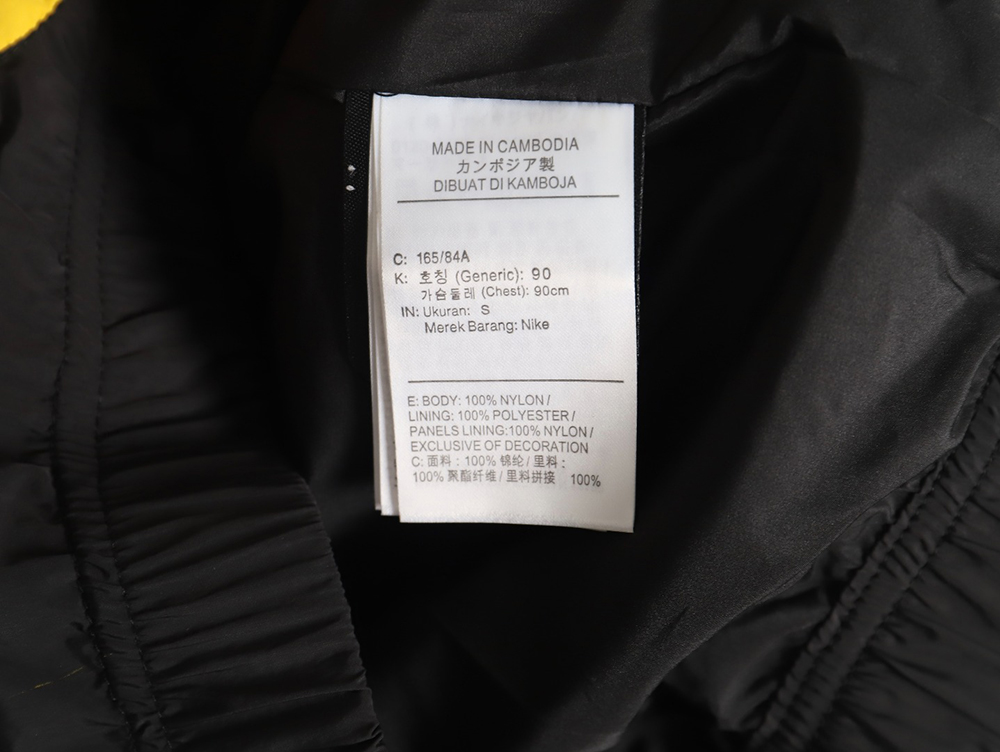 MADE IN CAMBODIA
カンボジア製
DIBUAT DI KAMBOJA
C: 165/84A
K: 호칭 (Generic): 90
가슴둘레 (Chest): 90cm
IN: Ukuran: S
Merek Barang: Nike
E: BODY: 100% NYLON /
LINING: 100% POLYESTER /
PANELS LINING:100% NYLON /
EXCLUSIVE OF DECORATION
C: 面料 : 100% 锦纶 / 里料 :
100% 聚酯纤维 / 里料拼接 100%